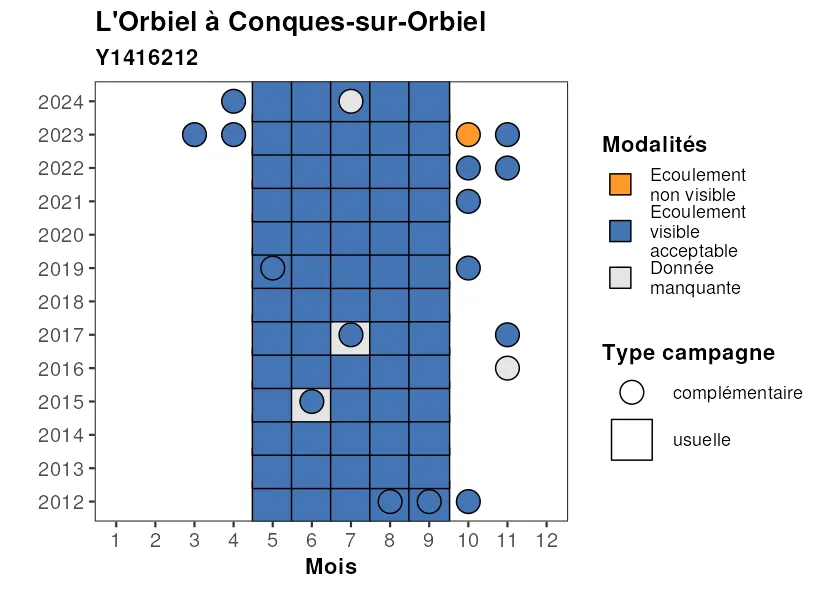 L'Orbiel à Conques-sur-Orbiel
Y1416212
2024
2023
2022
2021
2020
2019
2018
2017
2016
2015
2014
2013
2012
1 2 3 4 5 6 7 8 9 10 11 12
Mois
Modalités
Ecoulement
non visible
Ecoulement
visible
acceptable
Donnée
manquante
Type campagne
complémentaire
usuelle